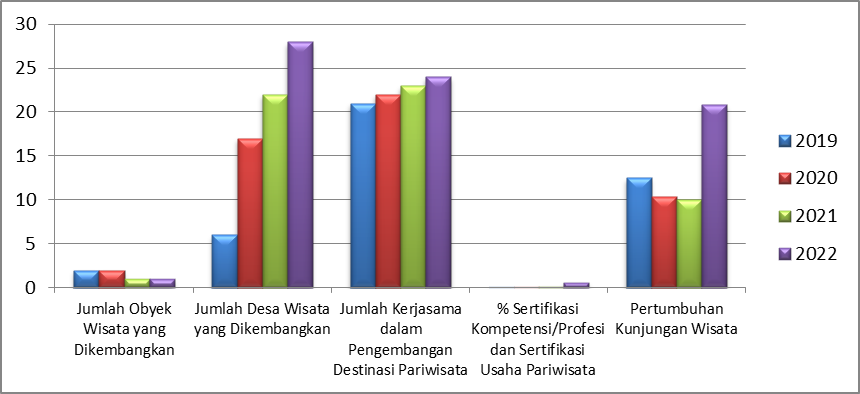 30
25
20
15
10
5
0
Jumlah Obyek
Wisata yang
Dikembangkan
Jumlah Desa Wisata
yang Dikembangkan
Jumlah Kerjasama
dalam
Pengembangan
Destinasi Pariwisata
% Sertifikasi
Kompetensi/Profesi
dan Sertifikasi
Usaha Pariwisata
Pertumbuhan
Kunjungan Wisata
2019
2020
2021
2022